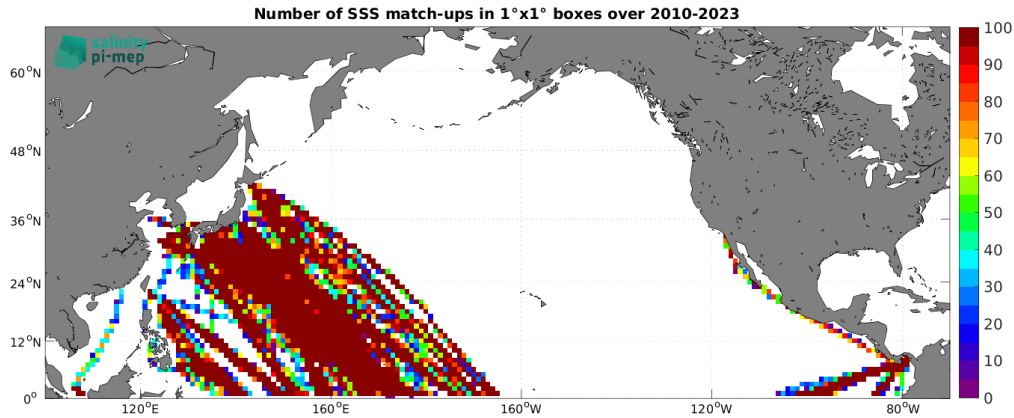 Number of SSS match-ups in 1°x1° boxes over 2010-2023
salinity
pi-mep
60°N
48°N
36°N
24°N
12°N
0°
120°E
160°E
160°W
120°W
80°W
100
90
80
70
60
50
40
30
20
10
0